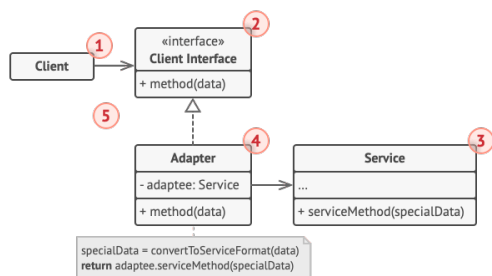 1
2
«interface»
Client
Client Interface
+ method(data)
5
4
3
Adapter
Service
- adaptee: Service
...
+ method(data)
+ serviceMethod(specialData)
specialData = convertToServiceFormat(data)
return adaptee.serviceMethod(specialData)